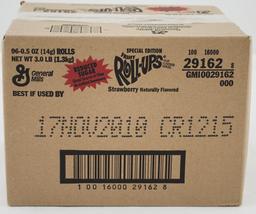 96-0.5 OZ (14g) ROLLS
NET WT 3.0 LB (1.3kg)
REDUCED
SUGAR
General
Mills
BEST IF USED BY
SPECIAL EDITION
FRUIT
ROLL-UPS
Strawberry Naturally Flavored
100 16000
29162
GMI0029162
000
17NOV2010 CR1215
1 00 16000 29162 8